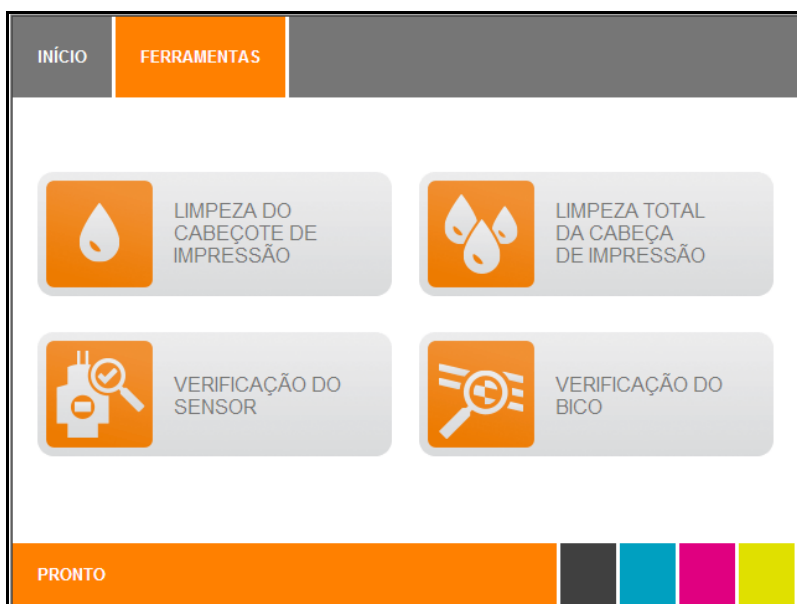 INÍCIO
FERRAMENTAS
LIMPEZA DO
CABEÇOTE DE
IMPRESSÃO
LIMPEZA TOTAL
DA CABEÇA
DE IMPRESSÃO
VERIFICAÇÃO DO
SENSOR
VERIFICAÇÃO DO
BICO
PRONTO